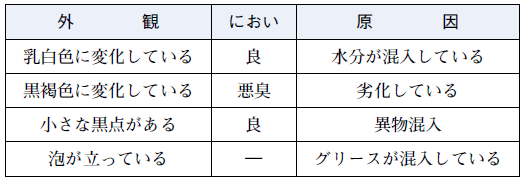 外観 におい 原因
乳白色に変化している 良 水分が混入している
黒褐色に変化している 悪臭 劣化している
小さな黒点がある 良 異物混入
泡が立っている ― グリースが混入している